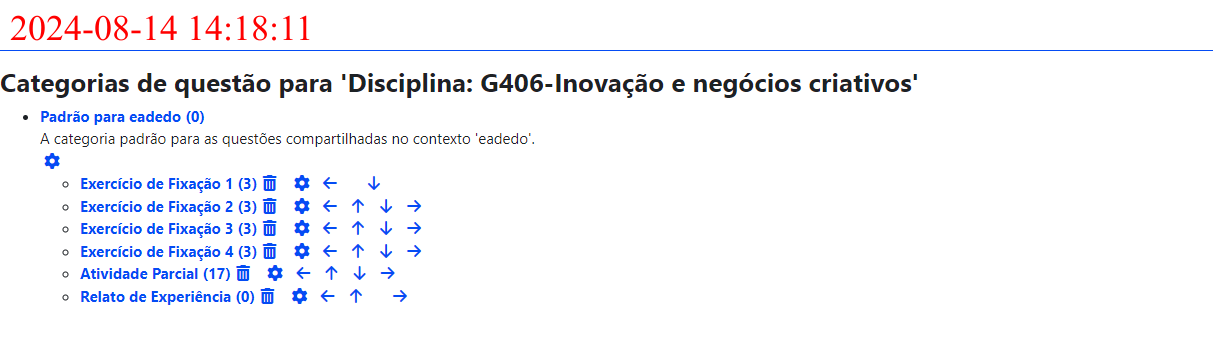 2024-08-14 14:18:11
Categorias de questão para 'Disciplina: G406-Inovação e negócios criativos'
Padrão para eadedo (0)
A categoria padrão para as questões compartilhadas no contexto 'eadedo'.
Exercício de Fixação 1 (3)
Exercício de Fixação 2 (3)
Exercício de Fixação 3 (3)
Exercício de Fixação 4 (3)
Atividade Parcial (17)
Relato de Experiência (0)